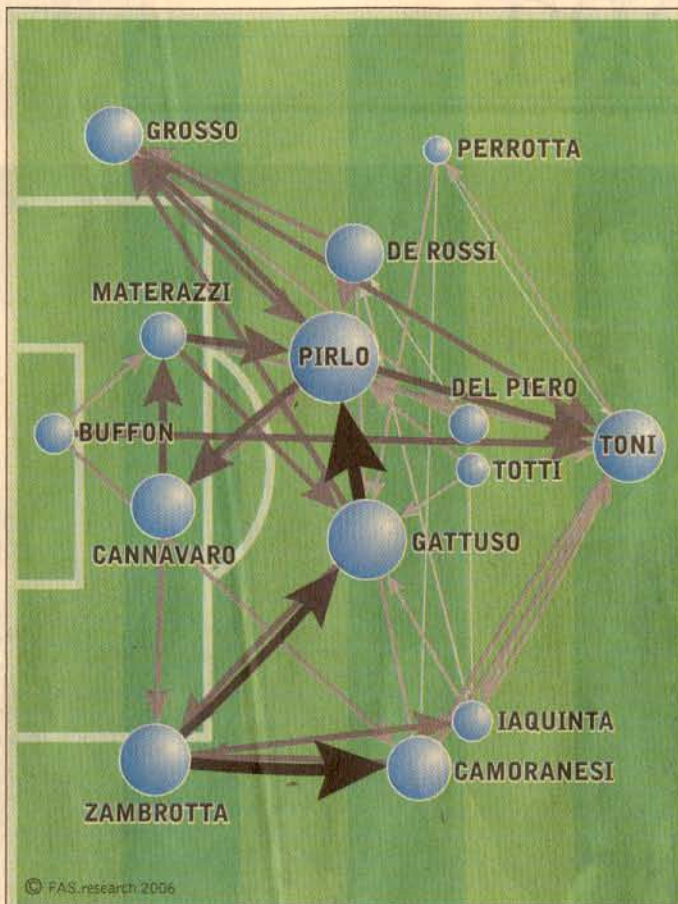 GROSSO
PERROTTA
DE ROSSI
MATERAZZI
PIRLO
DEL PIERO
BUFFON
TONI
TOTTI
CANNAVARO
GATTUSO
IAQUINTA
CAMORANESI
ZAMBROTTA
© FAS.research 2006